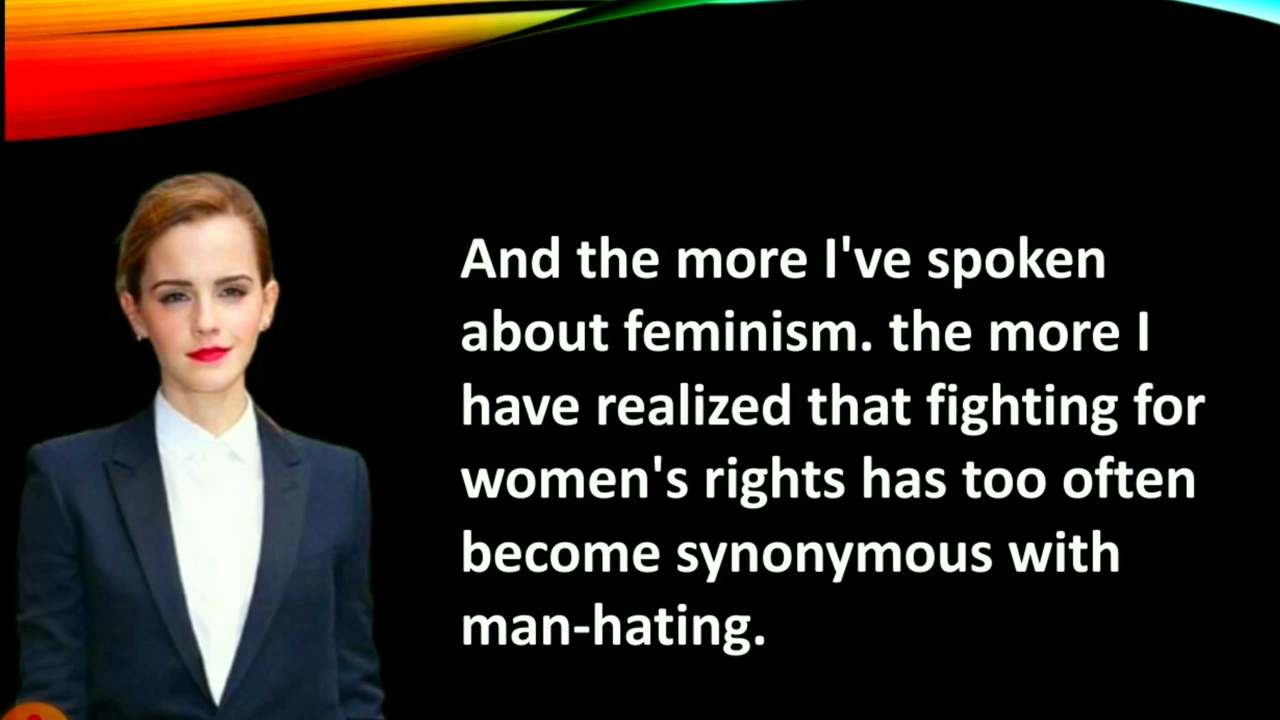 And the more I've spoken
about feminism. the more I
have realized that fighting for
women's rights has too often
become synonymous with
man-hating.